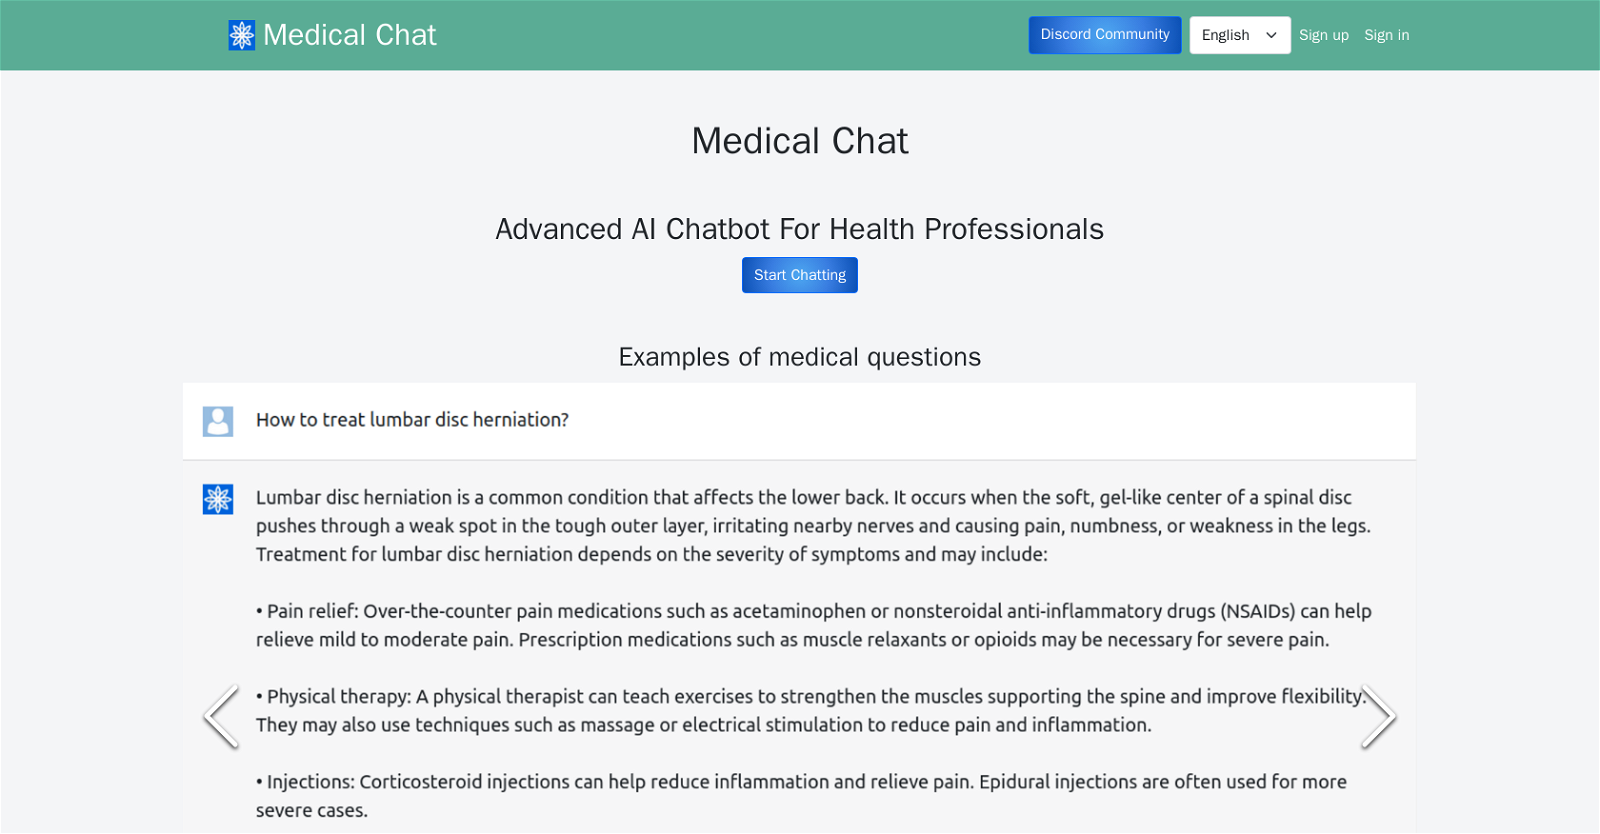 Medical Chat
Discord Community
English
Sign up
Sign in
Medical Chat
Advanced AI Chatbot For Health Professionals
Start Chatting
Examples of medical questions
How to treat lumbar disc herniation?
Lumbar disc herniation is a common condition that affects the lower back. It occurs when the soft, gel-like center of a spinal disc
pushes through a weak spot in the tough outer layer, irritating nearby nerves and causing pain, numbness, or weakness in the legs.
Treatment for lumbar disc herniation depends on the severity of symptoms and may include:
• Pain relief: Over-the-counter pain medications such as acetaminophen or nonsteroidal anti-inflammatory drugs (NSAIDs) can help
relieve mild to moderate pain. Prescription medications such as muscle relaxants or opioids may be necessary for severe pain.
• Physical therapy: A physical therapist can teach exercises to strengthen the muscles supporting the spine and improve flexibility.
They may also use techniques such as massage or electrical stimulation to reduce pain and inflammation.
• Injections: Corticosteroid injections can help reduce inflammation and relieve pain. Epidural injections are often used for more
severe cases.